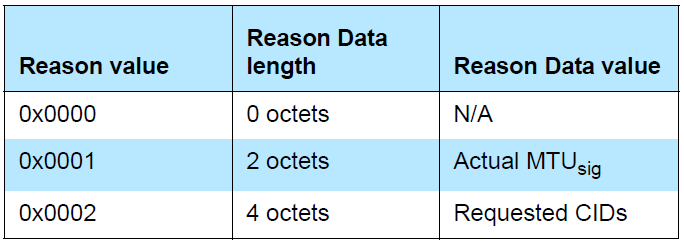 Reason value Reason Data length Reason Data value
0x0000 0 octets N/A
0x0001 2 octets Actual MTUsig
0x0002 4 octets Requested CIDs